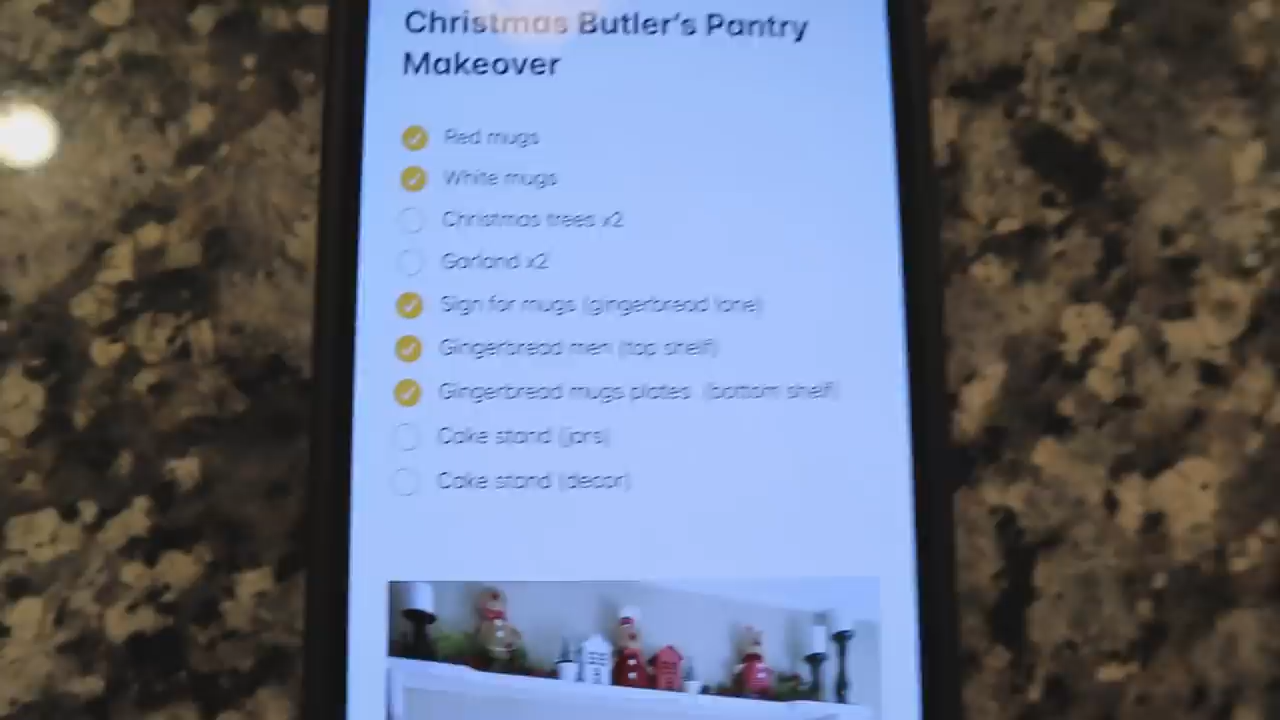 Christmas Butler's Pantry
Makeover
Red mugs
White mugs
Christmas trees x2
Garland x2
Sign for mugs (gingerbread lane)
Gingerbread men (top shelf)
Gingerbread mugs plates (bottom shelf)
Cake stand (jars)
Cake stand (decor)